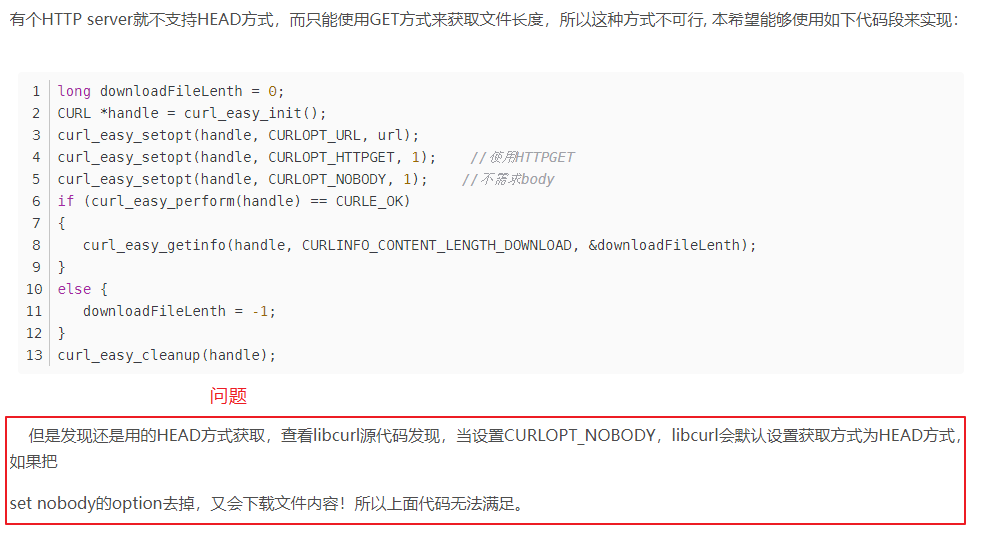 有个HTTP server就不支持HEAD方式，而只能使用GET方式来获取文件长度，所以这种方式不可行, 本希望能够使用如下代码段来实现：
1 long downloadFileLenth = 0;
2 CURL *handle = curl_easy_init();
3 curl_easy_setopt(handle, CURLOPT_URL, url);
4 curl_easy_setopt(handle, CURLOPT_HTTPGET, 1);    //使用HTTPGET
5 curl_easy_setopt(handle, CURLOPT_NOBODY, 1);    //不需求body
6 if (curl_easy_perform(handle) == CURLE_OK)
7 {
8    curl_easy_getinfo(handle, CURLINFO_CONTENT_LENGTH_DOWNLOAD, &downloadFileLenth);
9 }
10 else {
11    downloadFileLenth = -1;
12 }
13 curl_easy_cleanup(handle);
问题
但是发现还是用的HEAD方式获取，查看libcurl源代码发现，当设置CURLOPT_NOBODY，libcurl会默认设置获取方式为HEAD方式，
如果把
set nobody的option去掉，又会下载文件内容！所以上面代码无法满足。